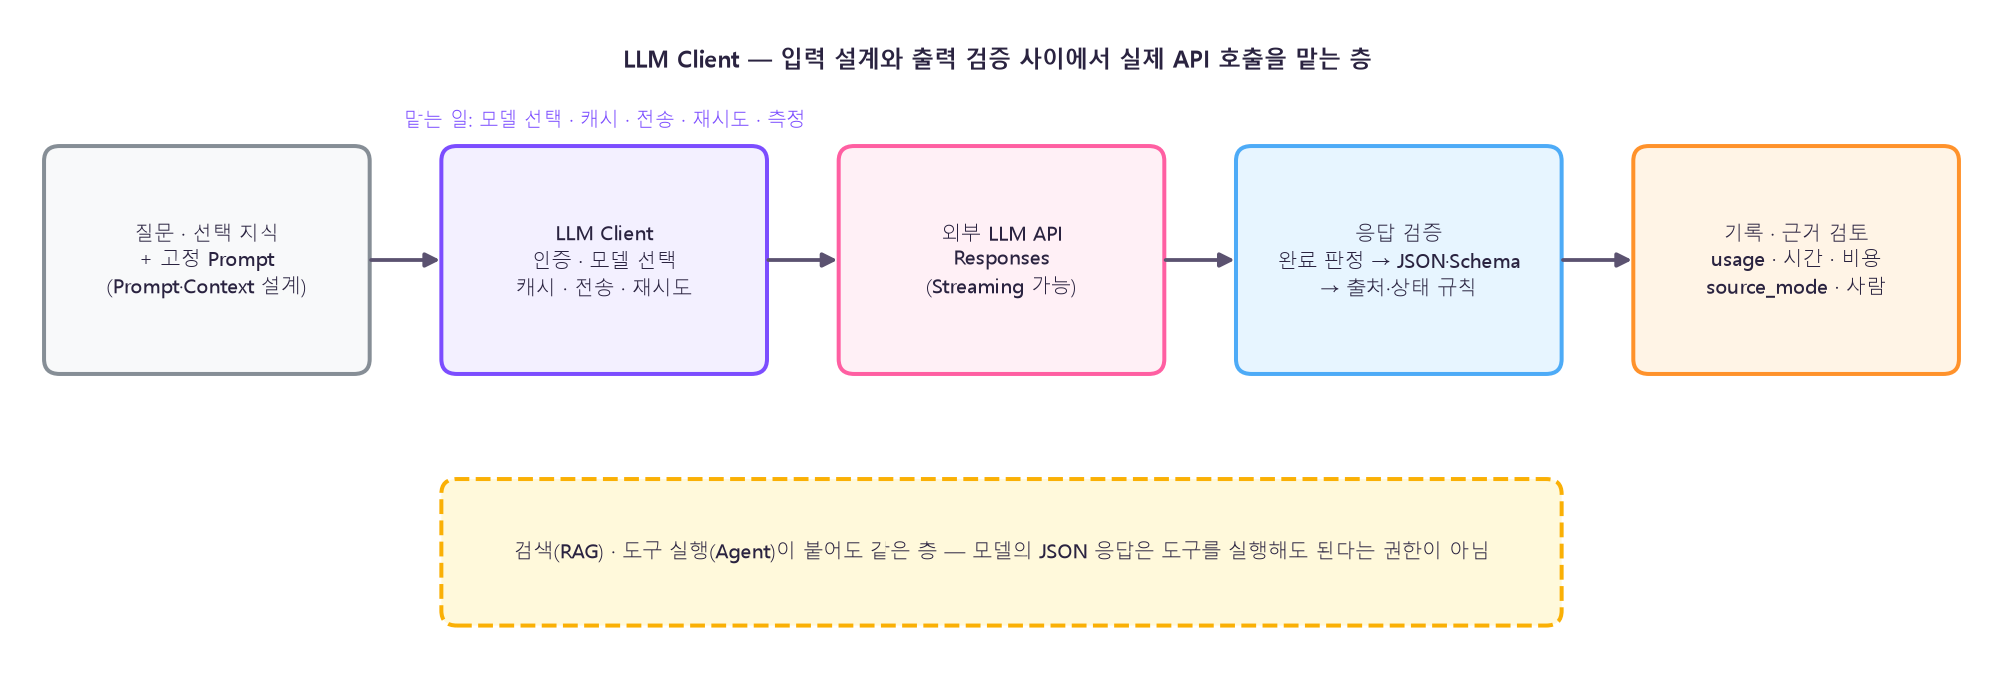 LLM Client — 입력 설계와 출력 검증 사이에서 실제 API 호출을 맡는 층
맡는 일: 모델 선택 · 캐시 · 전송 · 재시도 · 측정
질문 · 선택 지식
+ 고정 Prompt
(Prompt·Context 설계)
LLM Client
인증 · 모델 선택
캐시 · 전송 · 재시도
외부 LLM API
Responses
(Streaming 가능)
응답 검증
완료 판정 → JSON·Schema
→ 출처·상태 규칙
기록 · 근거 검토
usage · 시간 · 비용
source_mode · 사람
검색(RAG) · 도구 실행(Agent)이 붙어도 같은 층 — 모델의 JSON 응답은 도구를 실행해도 된다는 권한이 아님